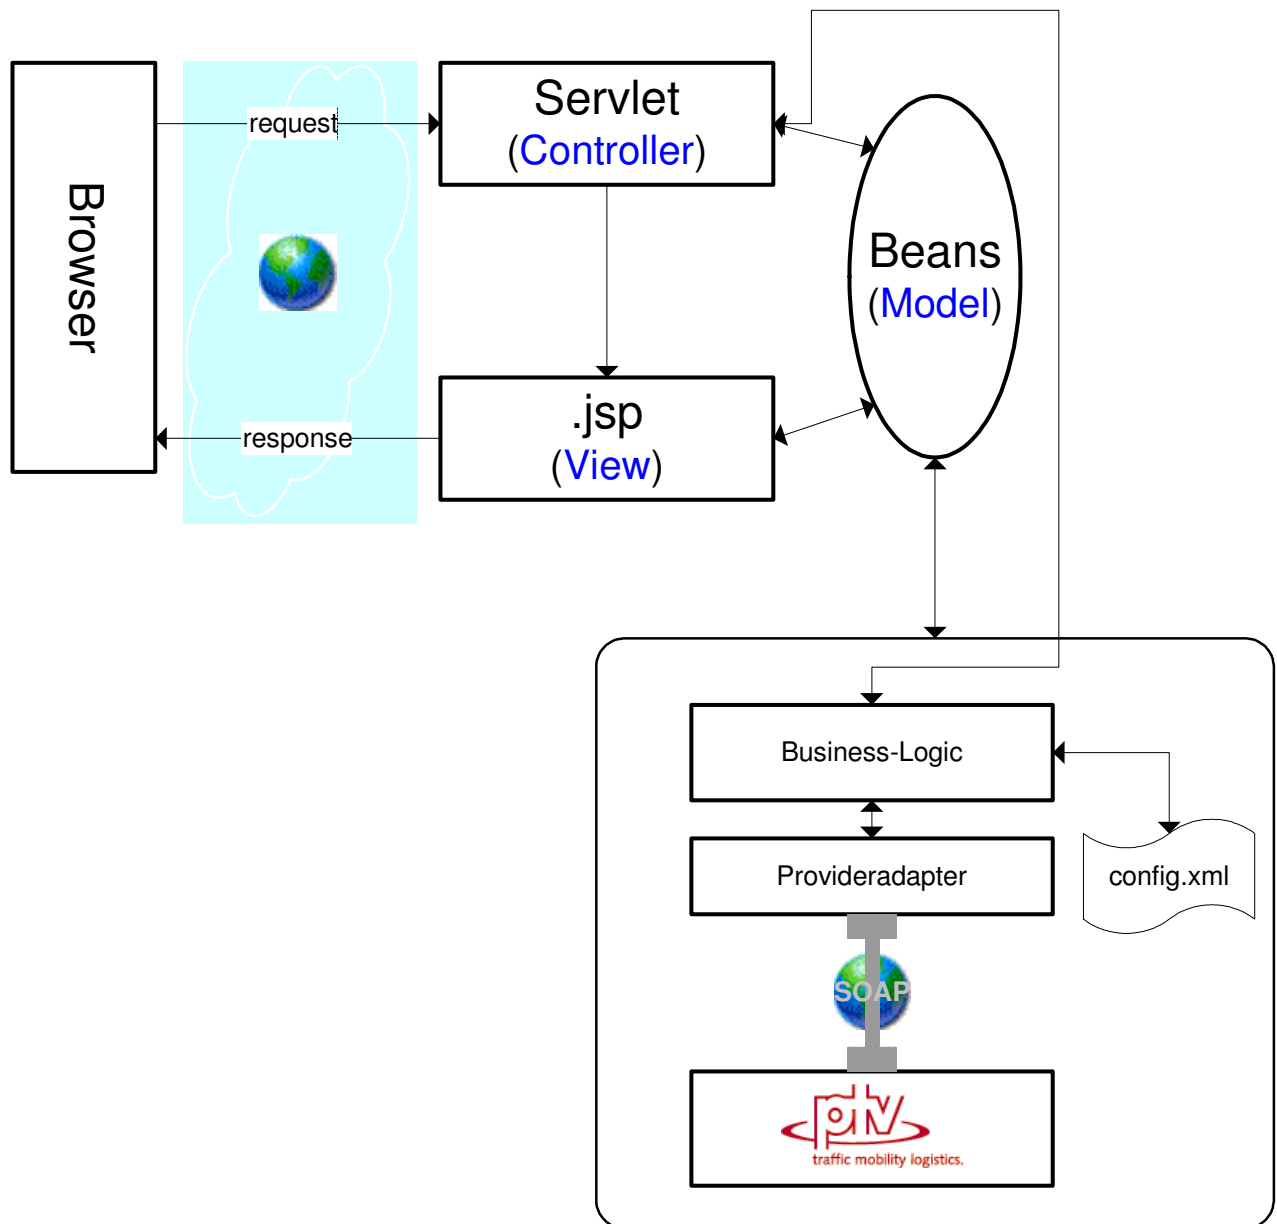 Browser
request
Servlet
(Controller)
Beans
(Model)
.jsp
(View)
response
Business-Logic
Provideradapter
config.xml
SOAP
ptv
traffic mobility logistics.